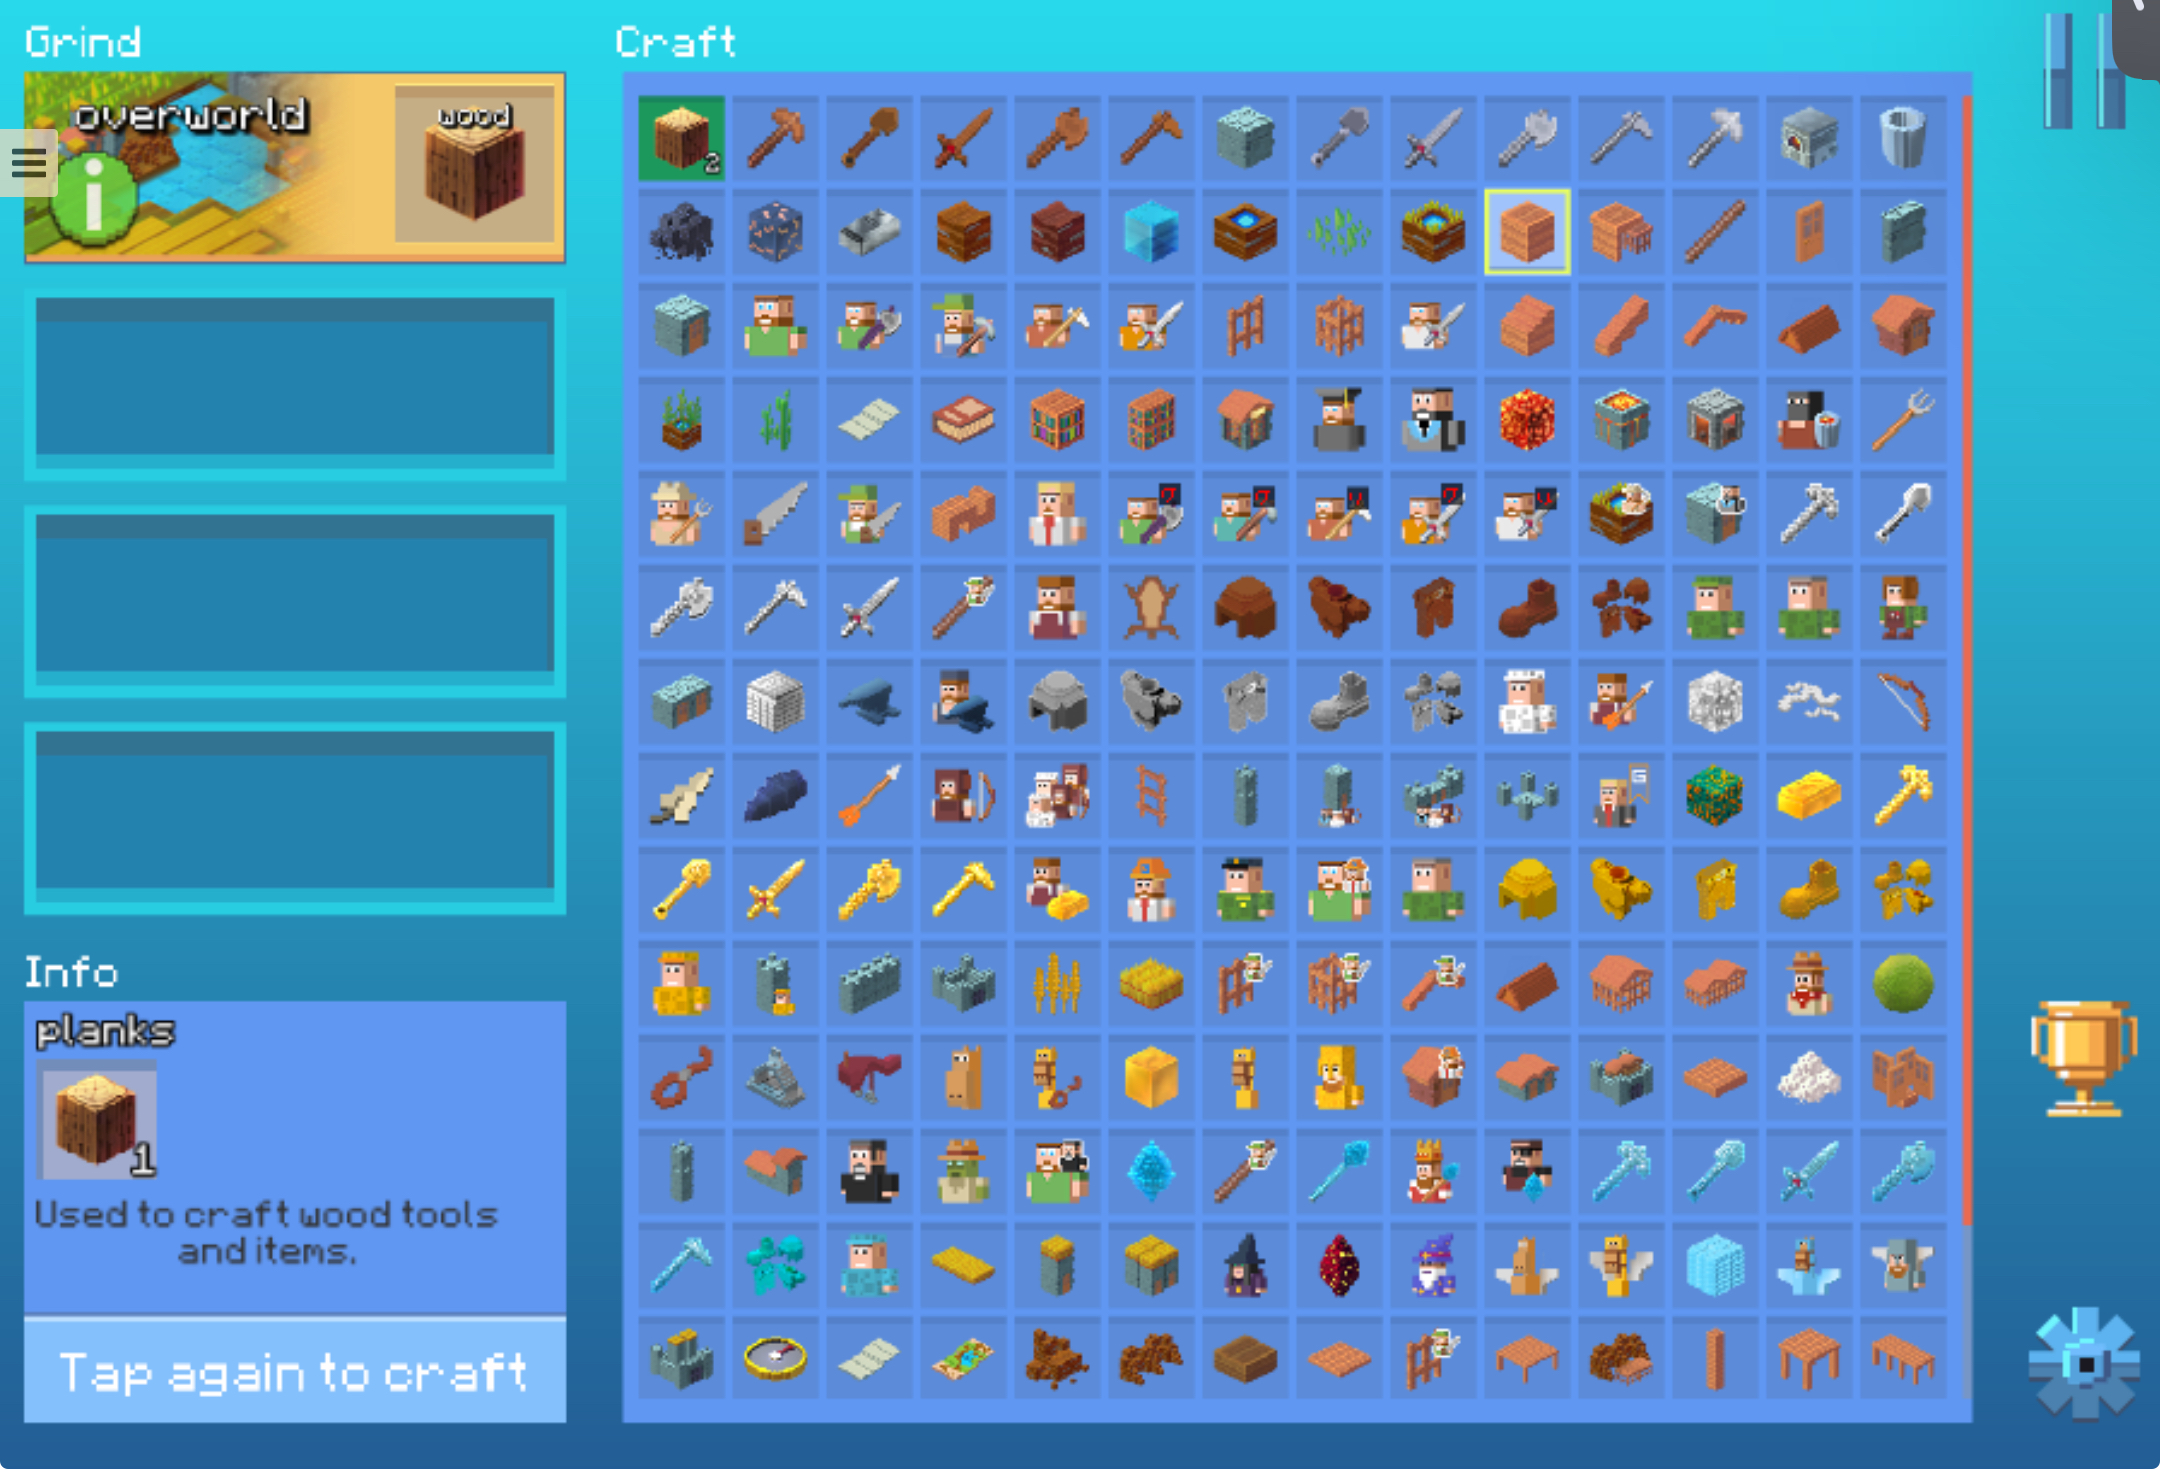 Grind
Craft
overworld
wood
2
Info
planks
1
Used to craft wood tools
and items.
Tap again to craft